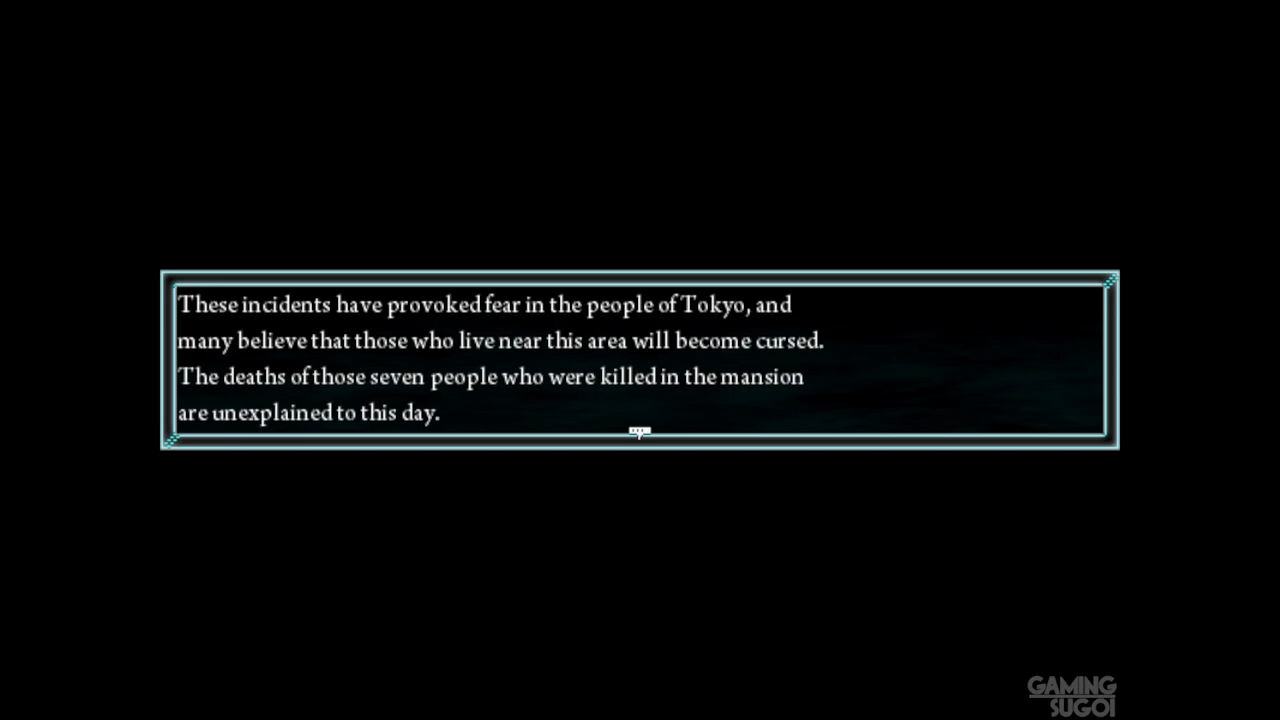 These incidents have provoked fear in the people of Tokyo, and
many believe that those who live near this area will become cursed.
The deaths of those seven people who were killed in the mansion
are unexplained to this day.
GAMING
SUGOI